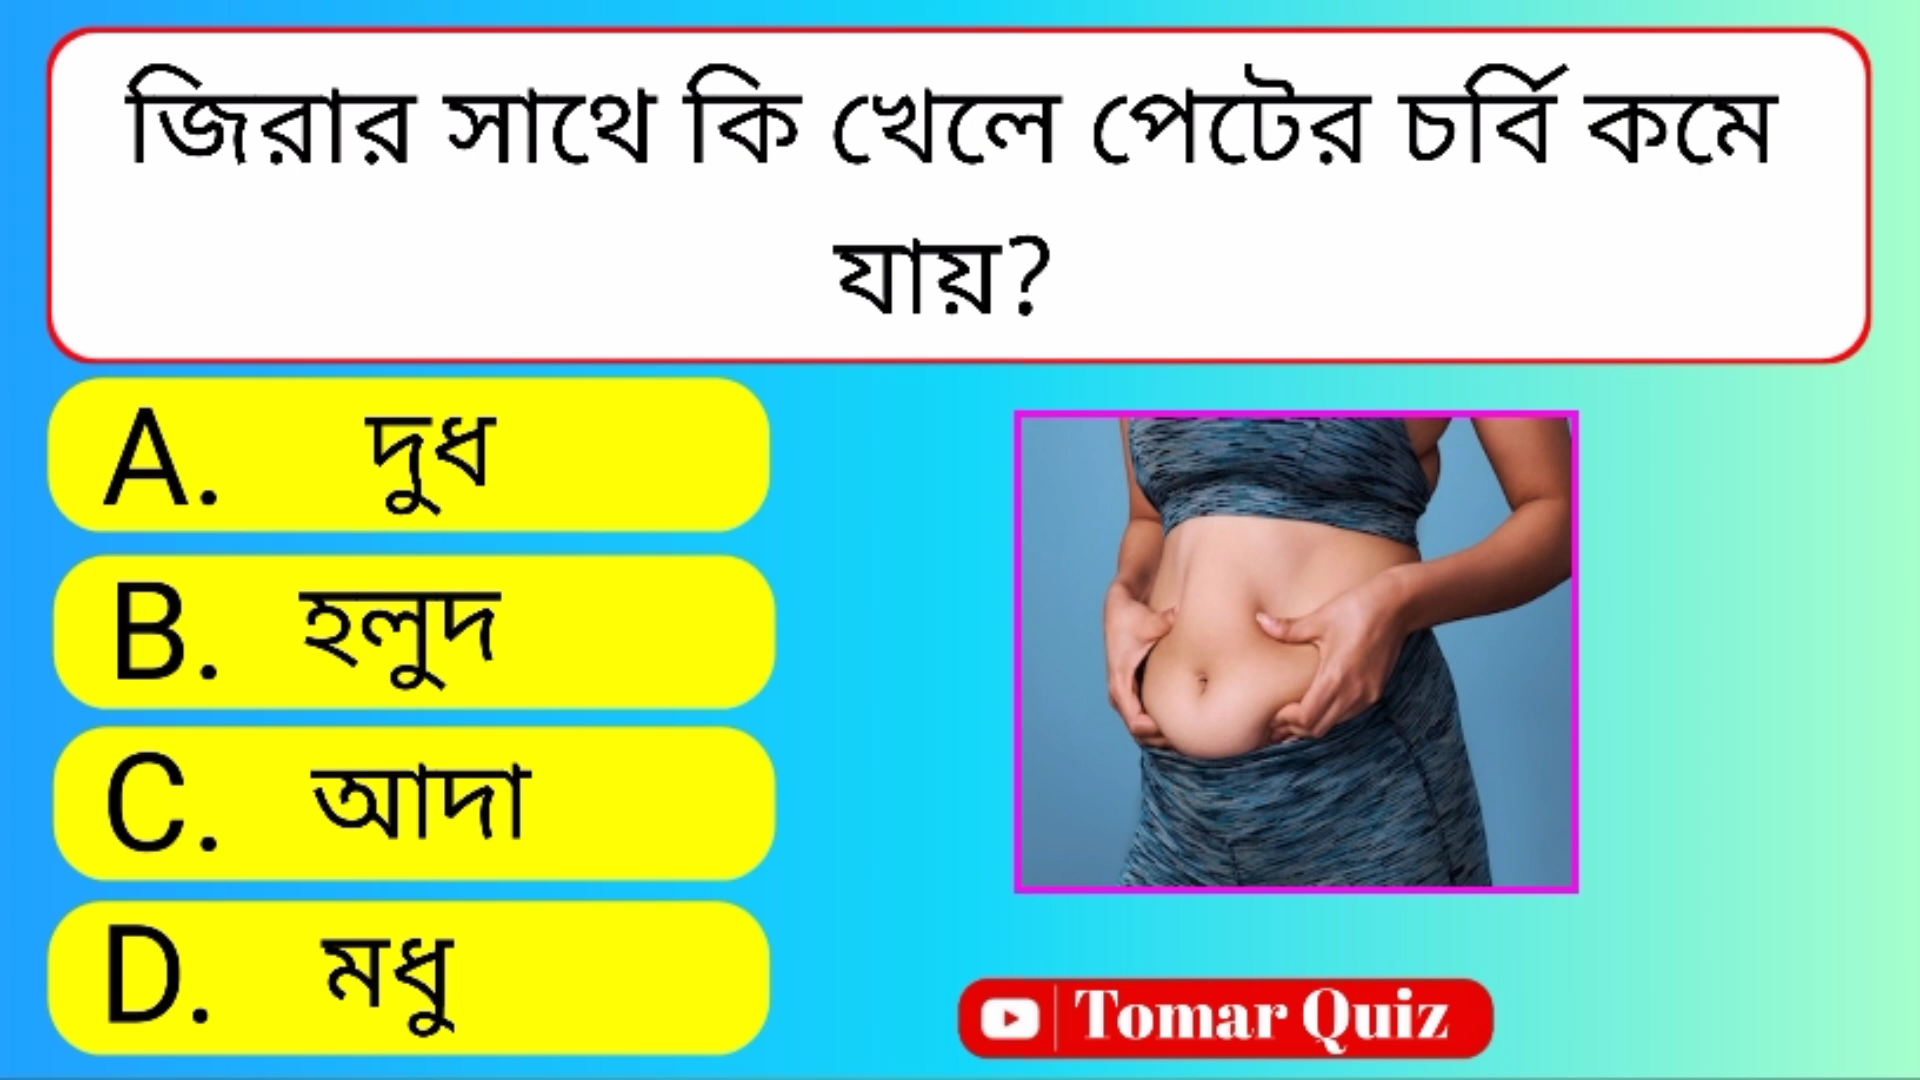 জিরার সাথে কি খেলে পেটের চর্বি কমে
যায়?
A. দুধ
B. হলুদ
C. আদা
D. মধু
Tomar Quiz